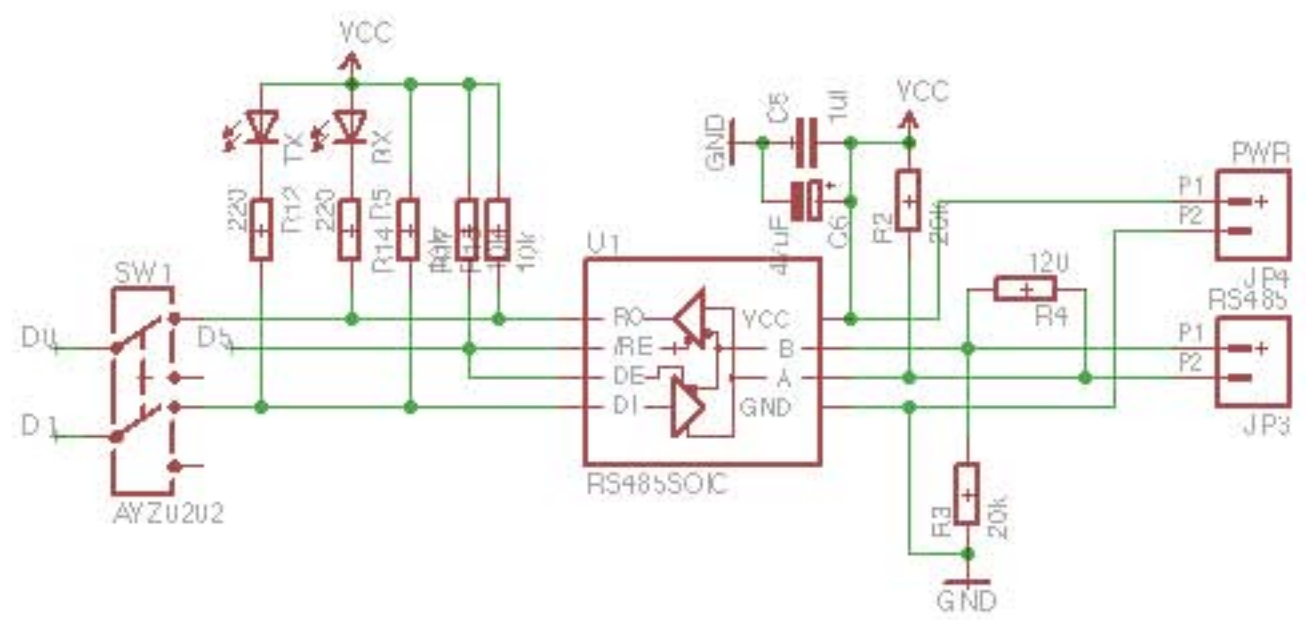 VCC
VCC
PWR
GND
C5
TX
RX
P1
P2
220
R12
220
R5
R14
10k
R2
20k
C6
47uF
U1
JP4
RS485
SW1
120
R4
D0
D5
RO
VCC
/RE
B
DE
A
DI
GND
P1
P2
D1
JP3
RS485SOIC
R3
20k
GND